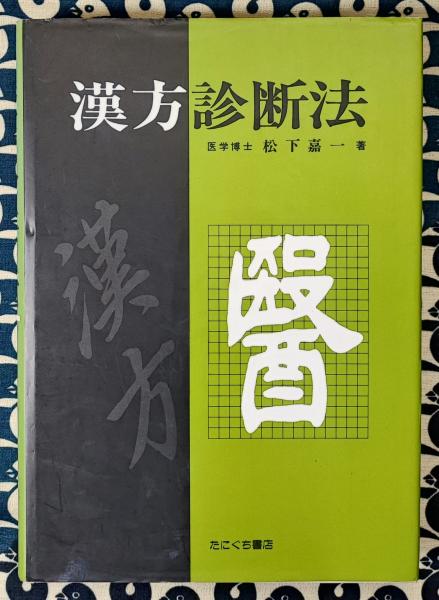 漢方診断法
医学博士 松下嘉一 著
漢方
醫
たにぐち書店